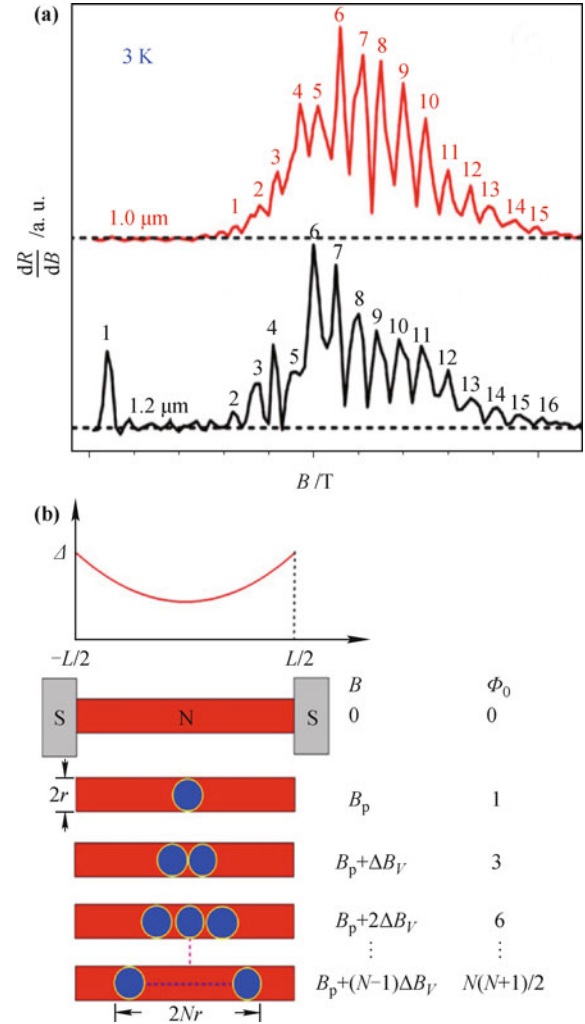 (a)
3 K
1 2 3 4 5 6 7 8 9 10 11 12 13 14 15
1.0 μm
dR/dB /a. u.
1 2 3 4 5 6 7 8 9 10 11 12 13 14 15 16
1.2 μm
B/T
(b)
Δ
−L/2 L/2
B Φ₀
S N S 0 0
2r Bₚ 1
Bₚ+ΔB_V 3
Bₚ+2ΔB_V 6
⋮ ⋮
Bₚ+(N−1)ΔB_V N(N+1)/2
2Nr